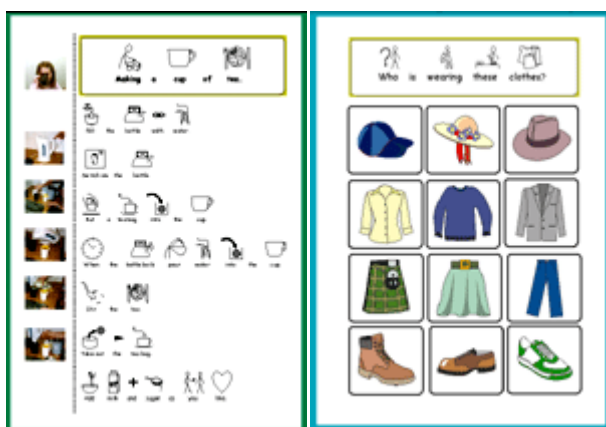 Making a cup of tea.
Fill the kettle with water
Switch on the kettle
Put a tea bag into the cup
When the kettle boils pour water into the cup
Stir the tea
Take out the tea bag
Add milk and sugar as you like
Who is wearing these clothes?